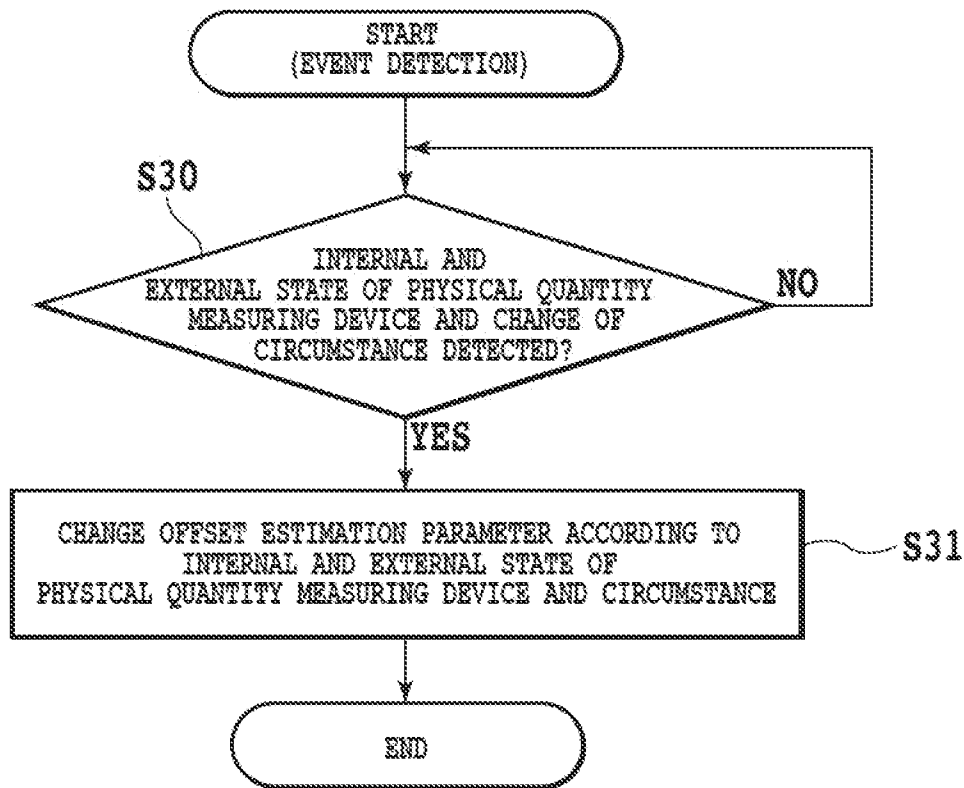 START
(EVENT DETECTION)
S30
INTERNAL AND
EXTERNAL STATE OF PHYSICAL QUANTITY
MEASURING DEVICE AND CHANGE OF
CIRCUMSTANCE DETECTED?
NO
YES
CHANGE OFFSET ESTIMATION PARAMETER ACCORDING TO
INTERNAL AND EXTERNAL STATE OF
PHYSICAL QUANTITY MEASURING DEVICE AND CIRCUMSTANCE
S31
END